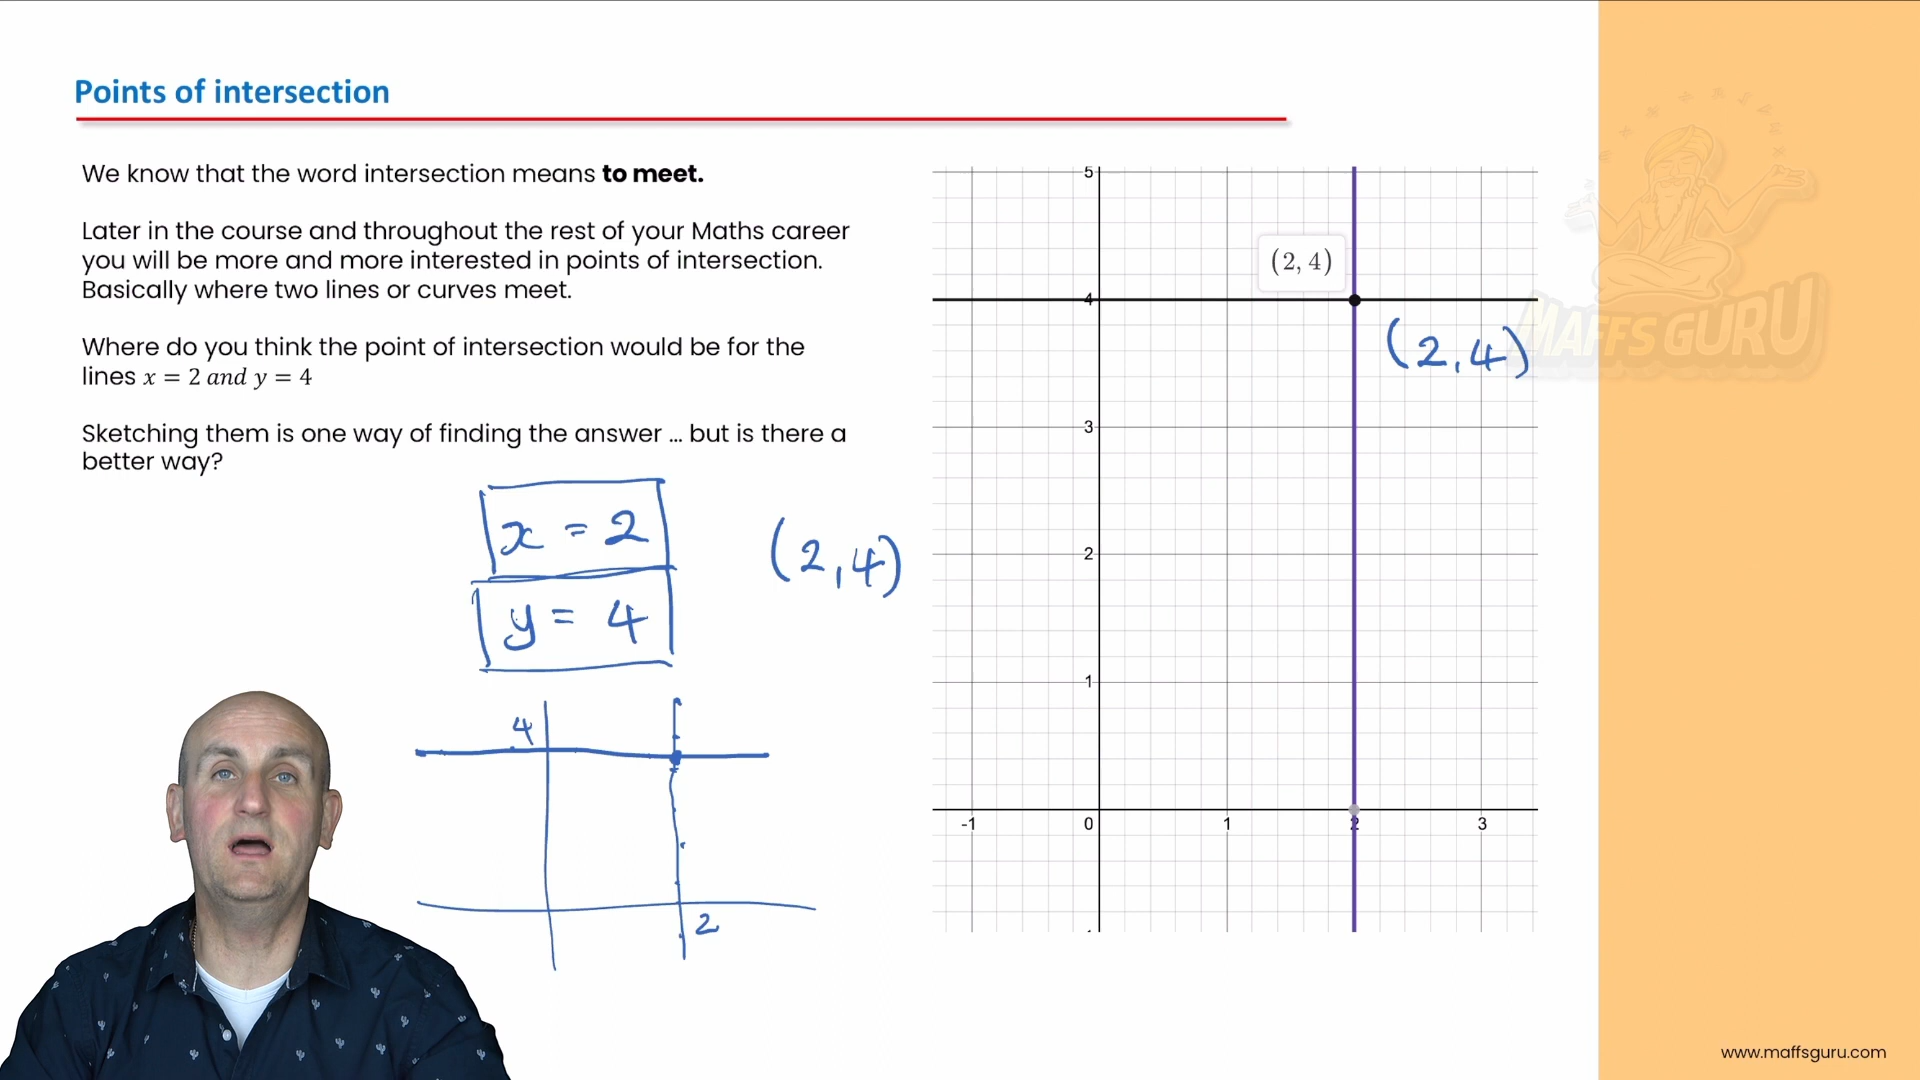 Points of intersection
We know that the word intersection means to meet.
Later in the course and throughout the rest of your Maths career
you will be more and more interested in points of intersection.
Basically where two lines or curves meet.
Where do you think the point of intersection would be for the
lines x = 2 and y = 4
Sketching them is one way of finding the answer ... but is there a
better way?
x = 2
y = 4
(2,4)
4
2
5
(2, 4)
4
(2,4)
3
2
1
-1 0 1 2 3
MAFFS GURU
www.maffsguru.com